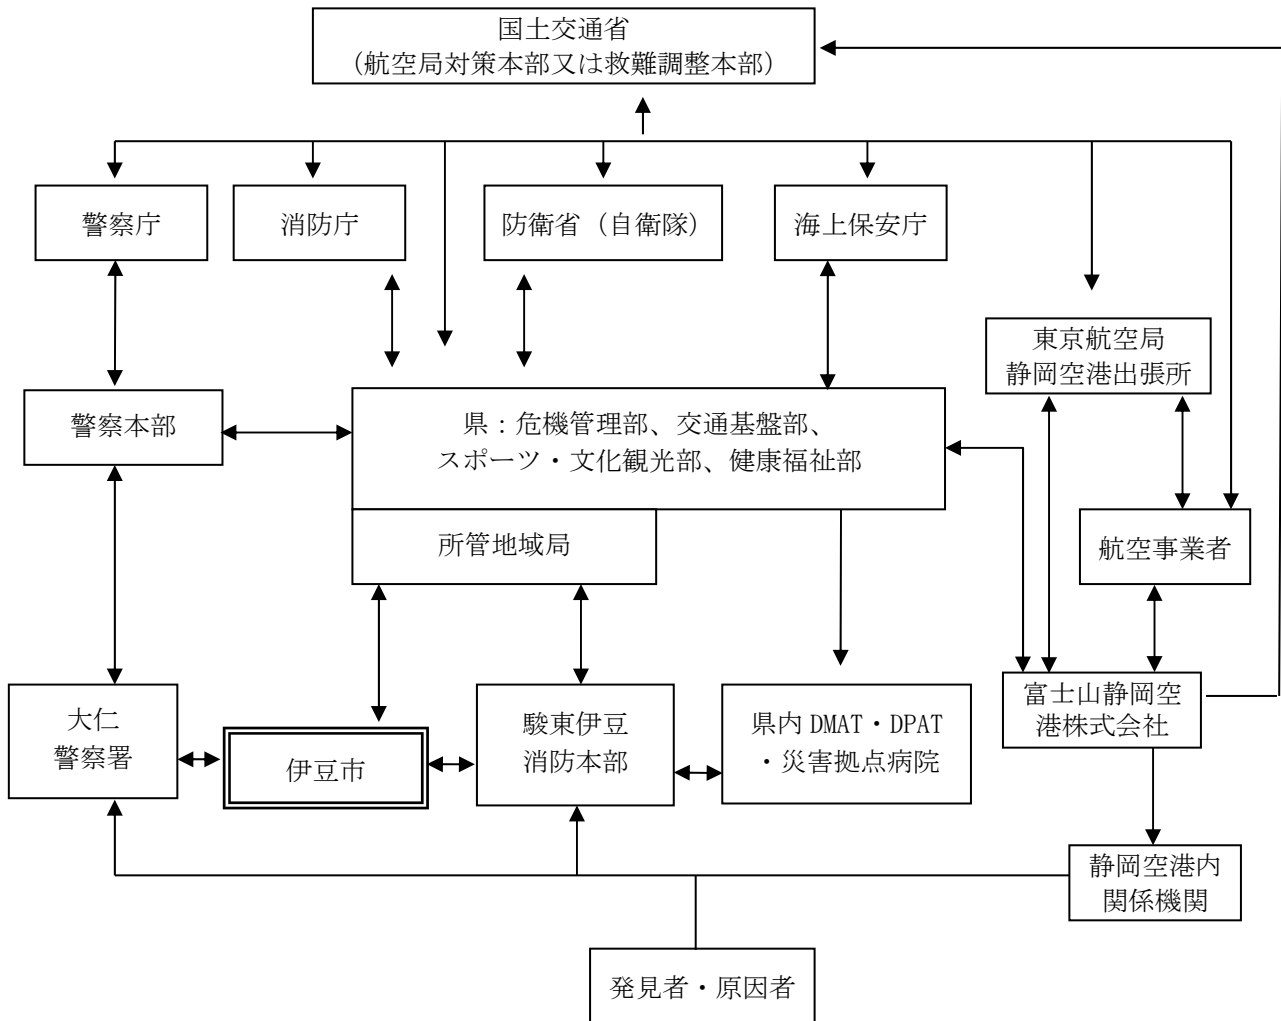 国土交通省
(航空局対策本部又は救難調整本部)
警察庁
消防庁
防衛省(自衛隊)
海上保安庁
東京航空局
静岡空港出張所
警察本部
県:危機管理部、交通基盤部、
スポーツ・文化観光部、健康福祉部
所管地域局
航空事業者
大仁
警察署
伊豆市
駿東伊豆
消防本部
県内 DMAT・DPAT
・災害拠点病院
富士山静岡空
港株式会社
静岡空港内
関係機関
発見者・原因者